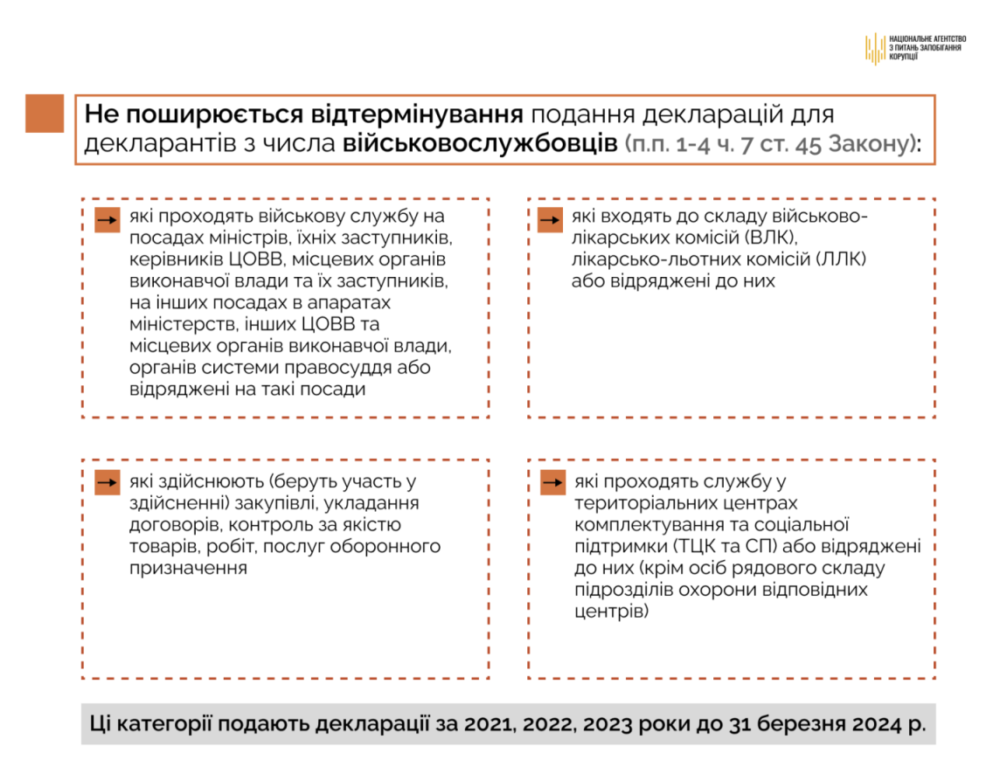 НАЦІОНАЛЬНЕ АГЕНТСТВО
З ПИТАНЬ ЗАПОБІГАННЯ
КОРУПЦІЇ
Не поширюється відтермінування подання декларацій для
декларантів з числа військовослужбовців (п.п. 1-4 ч. 7 ст. 45 Закону):
які проходять військову службу на
посадах міністрів, їхніх заступників,
керівників ЦОВВ, місцевих органів
виконавчої влади та їх заступників,
на інших посадах в апаратах
міністерств, інших ЦОВВ та
місцевих органів виконавчої влади,
органів системи правосуддя або
відряджені на такі посади
які входять до складу військово-
лікарських комісій (ВЛК),
лікарсько-льотних комісій (ЛЛК)
або відряджені до них
які здійснюють (беруть участь у
здійсненні) закупівлі, укладання
договорів, контроль за якістю
товарів, робіт, послуг оборонного
призначення
які проходять службу у
територіальних центрах
комплектування та соціальної
підтримки (ТЦК та СП) або відряджені
до них (крім осіб рядового складу
підрозділів охорони відповідних
центрів)
Ці категорії подають декларації за 2021, 2022, 2023 роки до 31 березня 2024 р.